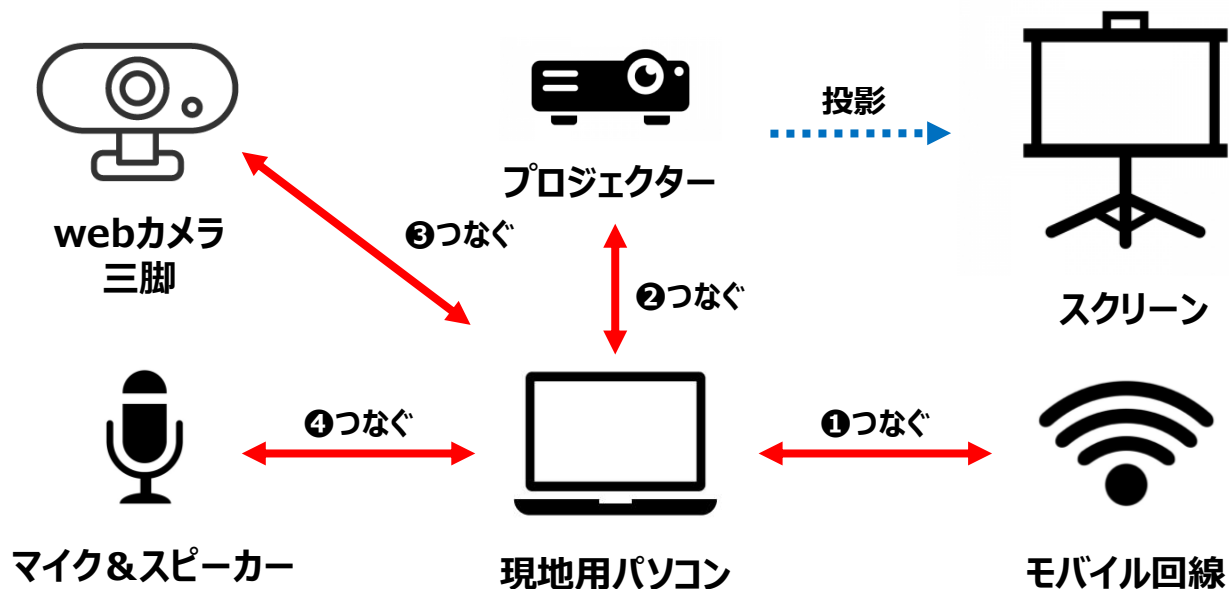 投影
プロジェクター
webカメラ
三脚
❸つなぐ
❷つなぐ
スクリーン
❹つなぐ
❶つなぐ
マイク&スピーカー
現地用パソコン
モバイル回線